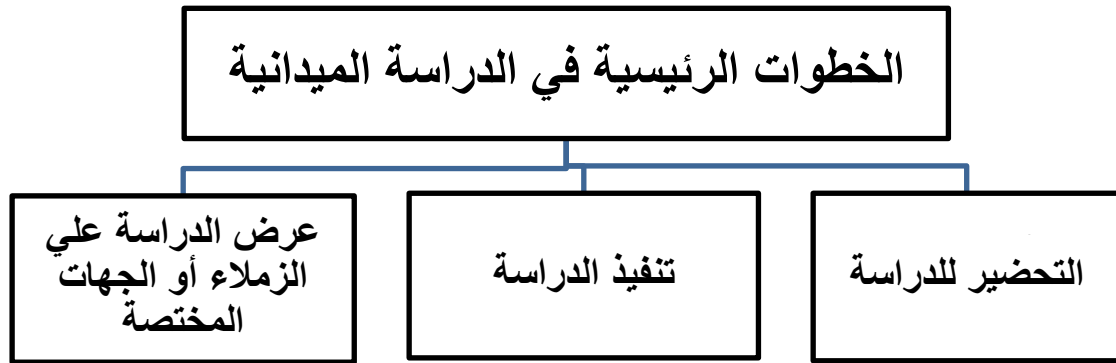 الخطوات الرئيسية في الدراسة الميدانية
التحضير للدراسة
تنفيذ الدراسة
عرض الدراسة علي
الزملاء أو الجهات
المختصة